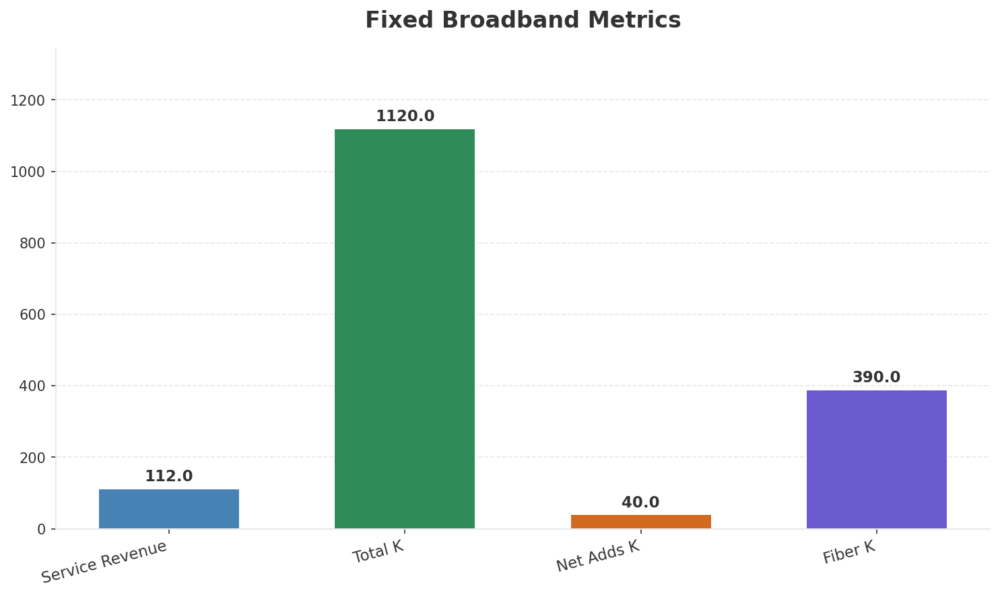 Fixed Broadband Metrics
1200
1000
800
600
400
200
0
112.0
1120.0
40.0
390.0
Service Revenue
Total K
Net Adds K
Fiber K